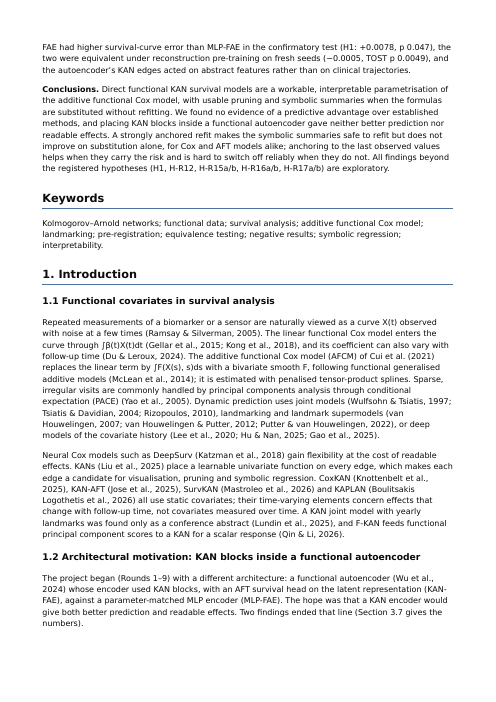 FAE had higher survival-curve error than MLP-FAE in the confirmatory test (H1: +0.0078, p 0.047), the
two were equivalent under reconstruction pre-training on fresh seeds (−0.0005, TOST p 0.0049), and
the autoencoder's KAN edges acted on abstract features rather than on clinical trajectories.
Conclusions. Direct functional KAN survival models are a workable, interpretable parametrisation of
the additive functional Cox model, with usable pruning and symbolic summaries when the formulas
are substituted without refitting. We found no evidence of a predictive advantage over established
methods, and placing KAN blocks inside a functional autoencoder gave neither better prediction nor
readable effects. A strongly anchored refit makes the symbolic summaries safe to refit but does not
improve on substitution alone, for Cox and AFT models alike; anchoring to the last observed values
helps when they carry the risk and is hard to switch off reliably when they do not. All findings beyond
the registered hypotheses (H1, H-R12, H-R15a/b, H-R16a/b, H-R17a/b) are exploratory.
Keywords
Kolmogorov–Arnold networks; functional data; survival analysis; additive functional Cox model;
landmarking; pre-registration; equivalence testing; negative results; symbolic regression;
interpretability.
1. Introduction
1.1 Functional covariates in survival analysis
Repeated measurements of a biomarker or a sensor are naturally viewed as a curve X(t) observed
with noise at a few times (Ramsay & Silverman, 2005). The linear functional Cox model enters the
curve through ∫β(t)X(t)dt (Gellar et al., 2015; Kong et al., 2018), and its coefficient can also vary with
follow-up time (Du & Leroux, 2024). The additive functional Cox model (AFCM) of Cui et al. (2021)
replaces the linear term by ∫F(X(s), s)ds with a bivariate smooth F, following functional generalised
additive models (McLean et al., 2014); it is estimated with penalised tensor-product splines. Sparse,
irregular visits are commonly handled by principal components analysis through conditional
expectation (PACE) (Yao et al., 2005). Dynamic prediction uses joint models (Wulfsohn & Tsiatis, 1997;
Tsiatis & Davidian, 2004; Rizopoulos, 2010), landmarking and landmark supermodels (van
Houwelingen, 2007; van Houwelingen & Putter, 2012; Putter & van Houwelingen, 2022), or deep
models of the covariate history (Lee et al., 2020; Hu & Nan, 2025; Gao et al., 2025).
Neural Cox models such as DeepSurv (Katzman et al., 2018) gain flexibility at the cost of readable
effects. KANs (Liu et al., 2025) place a learnable univariate function on every edge, which makes each
edge a candidate for visualisation, pruning and symbolic regression. CoxKAN (Knottenbelt et al.,
2025), KAN-AFT (Jose et al., 2025), SurvKAN (Mastroleo et al., 2026) and KAPLAN (Boulitsakis
Logothetis et al., 2026) all use static covariates; their time-varying elements concern effects that
change with follow-up time, not covariates measured over time. A KAN joint model with yearly
landmarks was found only as a conference abstract (Lundin et al., 2025), and F-KAN feeds functional
principal component scores to a KAN for a scalar response (Qin & Li, 2026).
1.2 Architectural motivation: KAN blocks inside a functional autoencoder
The project began (Rounds 1–9) with a different architecture: a functional autoencoder (Wu et al.,
2024) whose encoder used KAN blocks, with an AFT survival head on the latent representation (KAN-
FAE), against a parameter-matched MLP encoder (MLP-FAE). The hope was that a KAN encoder would
give both better prediction and readable effects. Two findings ended that line (Section 3.7 gives the
numbers).